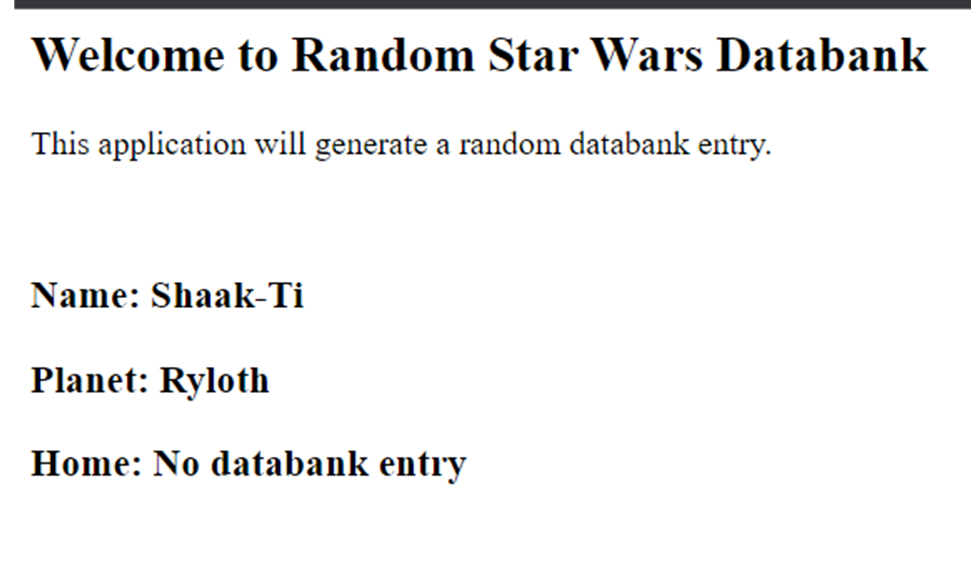 Welcome to Random Star Wars Databank
This application will generate a random databank entry.
Name: Shaak-Ti
Planet: Ryloth
Home: No databank entry